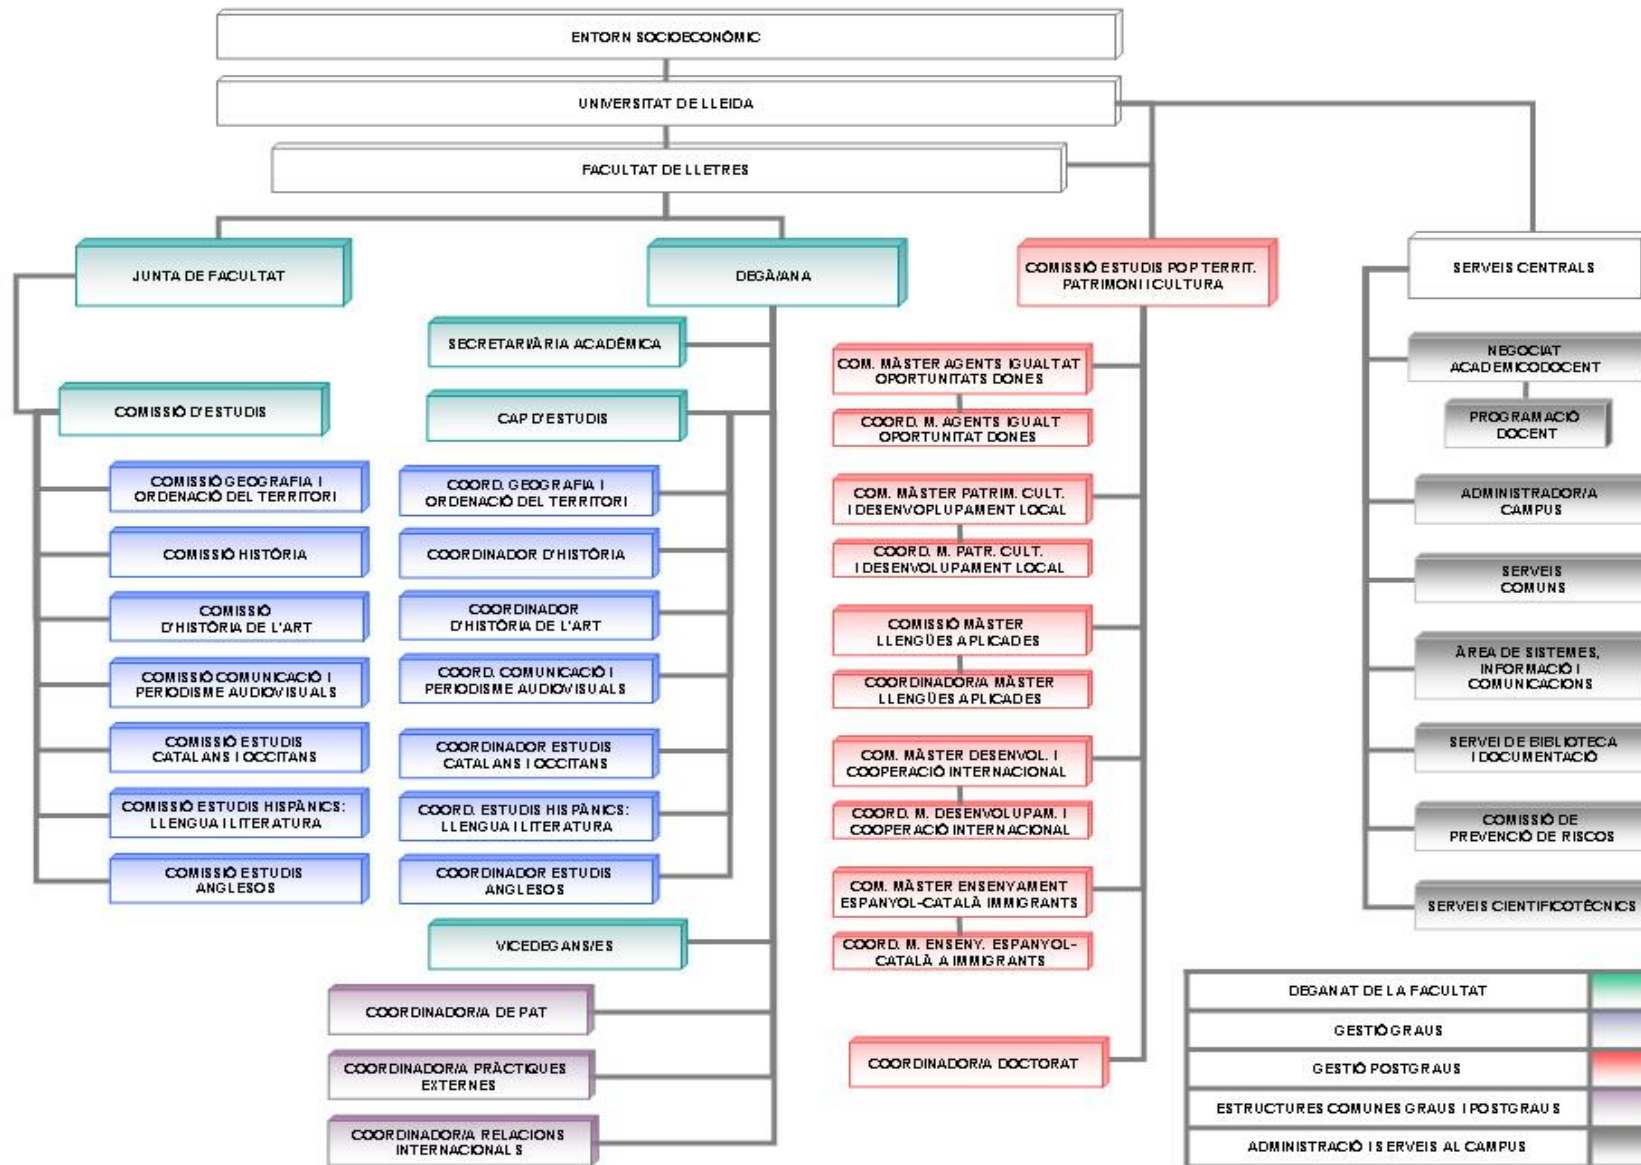 ENTORN SOCIOECONÒMIC
UNIVERSITAT DE LLEIDA
FACULTAT DE LLETRES
JUNTA DE FACULTAT
DEGÀ/ANA
COMISSIÓ ESTUDIS POP TERRIT.
PATRIMONI I CULTURA
SERVEIS CENTRALS
SECRETARI/ÀRIA ACADÈMICA
COMISSIÓ D'ESTUDIS
CAP D'ESTUDIS
COMISSIÓ GEOGRAFIA I
ORDENACIÓ DEL TERRITORI
COMISSIÓ HISTÒRIA
COMISSIÓ
D'HISTÒRIA DE L'ART
COMISSIÓ COMUNICACIÓ I
PERIODISME AUDIOVISUALS
COMISSIÓ ESTUDIS
CATALANS I OCCITANS
COMISSIÓ ESTUDIS HISPÀNICS:
LLENGUA I LITERATURA
COMISSIÓ ESTUDIS
ANGLESOS
COORD. GEOGRAFIA I
ORDENACIÓ DEL TERRITORI
COORDINADOR D'HISTÒRIA
COORDINADOR
D'HISTÒRIA DE L'ART
COORD. COMUNICACIÓ I
PERIODISME AUDIOVISUALS
COORDINADOR ESTUDIS
CATALANS I OCCITANS
COORD. ESTUDIS HISPÀNICS:
LLENGUA I LITERATURA
COORDINADOR ESTUDIS
ANGLESOS
VICEDEGANS/ES
COORDINADOR/A DE PAT
COORDINADOR/A PRÀCTIQUES
EXTERNES
COORDINADOR/A RELACIONS
INTERNACIONALS
COM. MÀSTER AGENTS IGUALTAT
OPORTUNITATS DONES
COORD. M. AGENTS IGUALT
OPORTUNITAT DONES
COM. MÀSTER PATRIM. CULT.
I DESENVOPLUPAMENT LOCAL
COORD. M. PATR. CULT.
I DESENVOLUPAMENT LOCAL
COMISSIÓ MÀSTER
LLENGÜES APLICADES
COORDINADOR/A MÀSTER
LLENGÜES APLICADES
COM. MÀSTER DESENVOL. I
COOPERACIÓ INTERNACIONAL
COORD. M. DESENVOLUPAM. I
COOPERACIÓ INTERNACIONAL
COM. MÀSTER ENSENYAMENT
ESPANYOL-CATALÀ IMMIGRANTS
COORD. M. ENSENY. ESPANYOL-
CATALÀ A IMMIGRANTS
COORDINADOR/A DOCTORAT
NEGOCIAT
ACADEMICODOCENT
PROGRAMACIÓ
DOCENT
ADMINISTRADOR/A
CAMPUS
SERVEIS
COMUNS
ÀREA DE SISTEMES,
INFORMACIÓ I
COMUNICACIONS
SERVEI DE BIBLIOTECA
I DOCUMENTACIÓ
COMISSIÓ DE
PREVENCIÓ DE RISCOS
SERVEIS CIENTIFICOTÈCNICS
DEGANAT DE LA FACULTAT
GESTIÓ GRAUS
GESTIÓ POSTGRAUS
ESTRUCTURES COMUNES GRAUS I POSTGRAUS
ADMINISTRACIÓ I SERVEIS AL CAMPUS